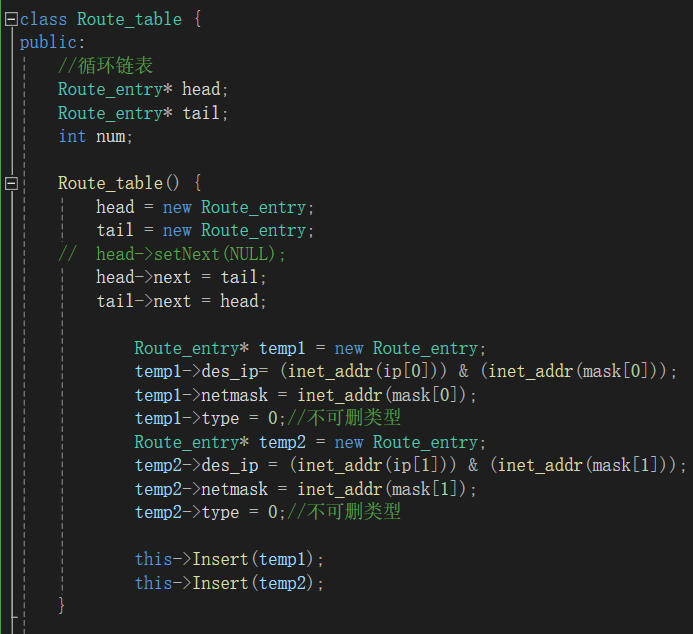 class Route_table {
public:
//循环链表
Route_entry* head;
Route_entry* tail;
int num;
Route_table() {
head = new Route_entry;
tail = new Route_entry;
// head->setNext(NULL);
head->next = tail;
tail->next = head;
Route_entry* temp1 = new Route_entry;
temp1->des_ip= (inet_addr(ip[0])) & (inet_addr(mask[0]));
temp1->netmask = inet_addr(mask[0]);
temp1->type = 0;//不可删类型
Route_entry* temp2 = new Route_entry;
temp2->des_ip = (inet_addr(ip[1])) & (inet_addr(mask[1]));
temp2->netmask = inet_addr(mask[1]);
temp2->type = 0;//不可删类型
this->Insert(temp1);
this->Insert(temp2);
}